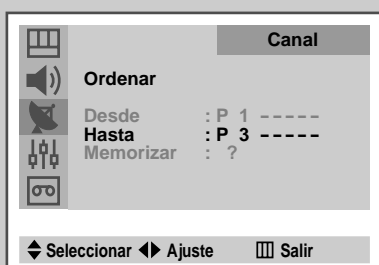 Canal
Ordenar
Desde : P 1 -----
Hasta : P 3 -----
Memorizar : ?
Seleccionar Ajuste Salir